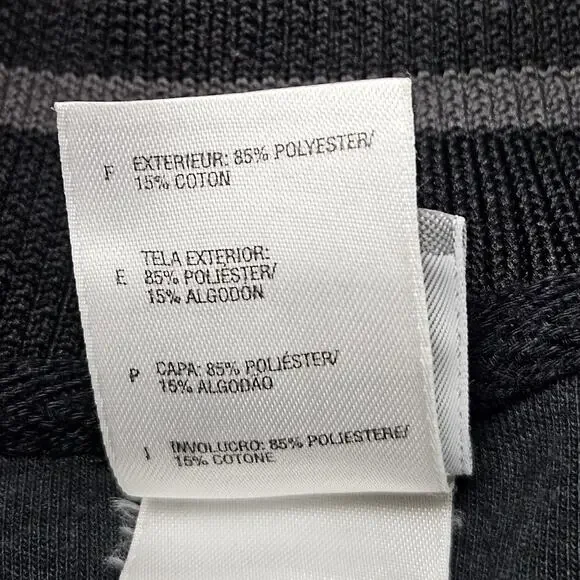 F EXTERIEUR: 85% POLYESTER/
15% COTON
TELA EXTERIOR:
E 85% POLIESTER/
15% ALGODON
P CAPA: 85% POLIÉSTER/
15% ALGODÃO
I INVOLUCRO: 85% POLIESTERE/
15% COTONE